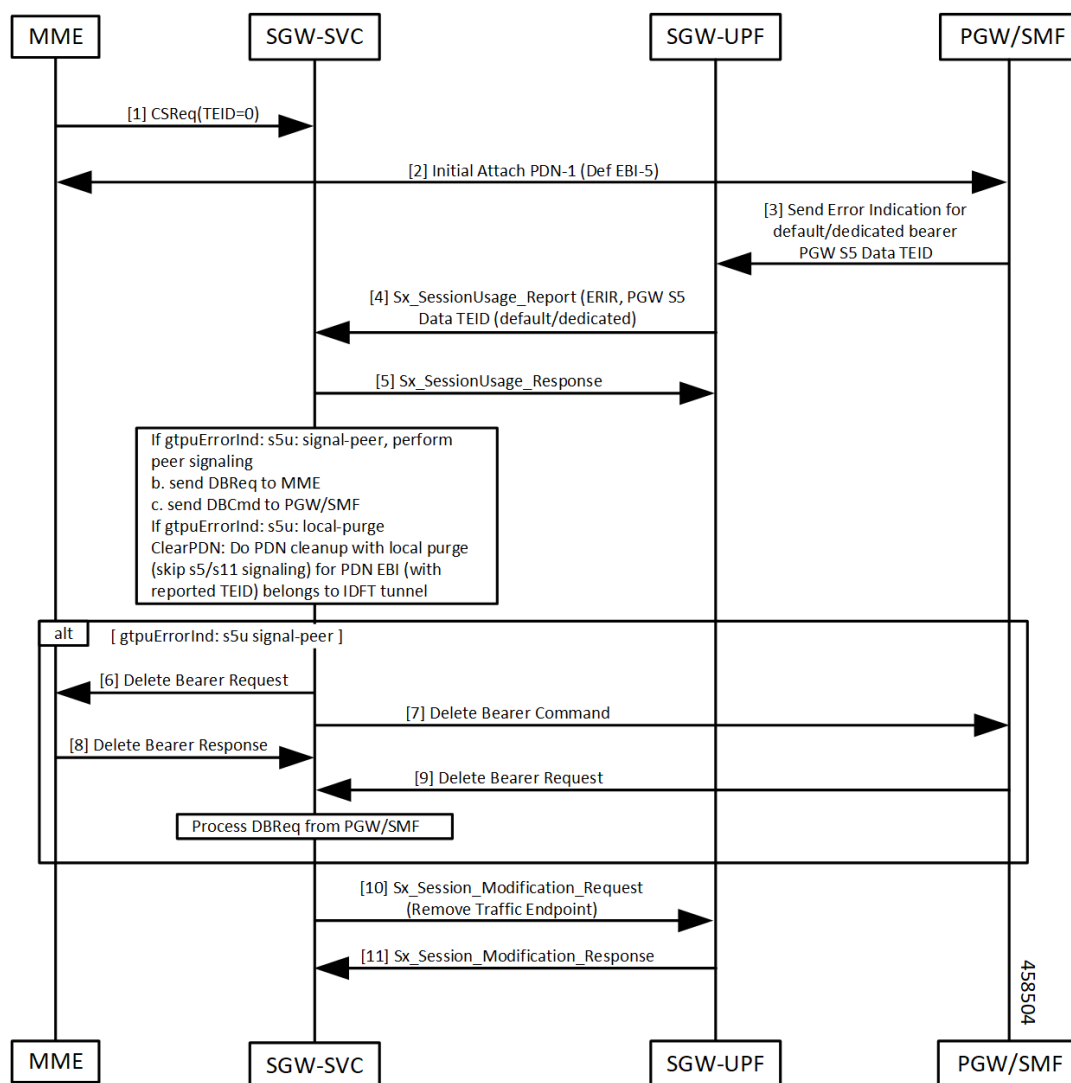 MME
SGW-SVC
SGW-UPF
PGW/SMF
[1] CSReq(TEID=0)
[2] Initial Attach PDN-1 (Def EBI-5)
[3] Send Error Indication for
default/dedicated bearer
PGW S5 Data TEID
[4] Sx_SessionUsage_Report (ERIR, PGW S5
Data TEID (default/dedicated)
[5] Sx_SessionUsage_Response
If gtpuErrorInd: s5u: signal-peer, perform
peer signaling
b. send DBReq to MME
c. send DBCmd to PGW/SMF
If gtpuErrorInd: s5u: local-purge
ClearPDN: Do PDN cleanup with local purge
(skip s5/s11 signaling) for PDN EBI (with
reported TEID) belongs to IDFT tunnel
alt
[ gtpuErrorInd: s5u signal-peer ]
[6] Delete Bearer Request
[7] Delete Bearer Command
[8] Delete Bearer Response
[9] Delete Bearer Request
Process DBReq from PGW/SMF
[10] Sx_Session_Modification_Request
(Remove Traffic Endpoint)
[11] Sx_Session_Modification_Response
458504
MME
SGW-SVC
SGW-UPF
PGW/SMF